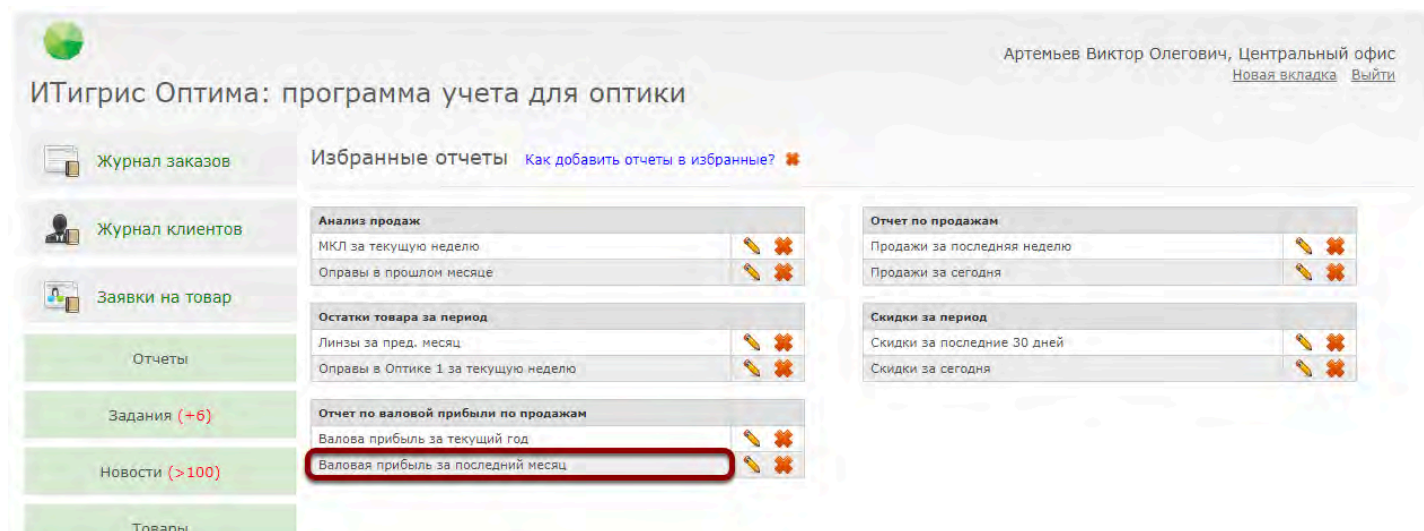 Артемьев Виктор Олегович, Центральный офис
Новая вкладка Выйти
ИТигрис Оптима: программа учета для оптики
Журнал заказов
Журнал клиентов
Заявки на товар
Отчеты
Задания (+6)
Новости (>100)
Товары
Избранные отчеты Как добавить отчеты в избранные?
Анализ продаж
МКЛ за текущую неделю
Оправы в прошлом месяце
Остатки товара за период
Линзы за пред. месяц
Оправы в Оптике 1 за текущую неделю
Отчет по валовой прибыли по продажам
Валова прибыль за текущий год
Валовая прибыль за последний месяц
Отчет по продажам
Продажи за последняя неделю
Продажи за сегодня
Скидки за период
Скидки за последние 30 дней
Скидки за сегодня